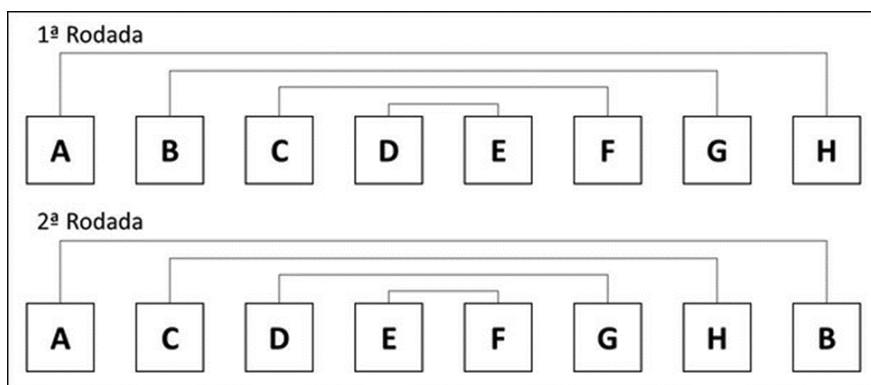 1ª Rodada
A B C D E F G H
2ª Rodada
A C D E F G H B